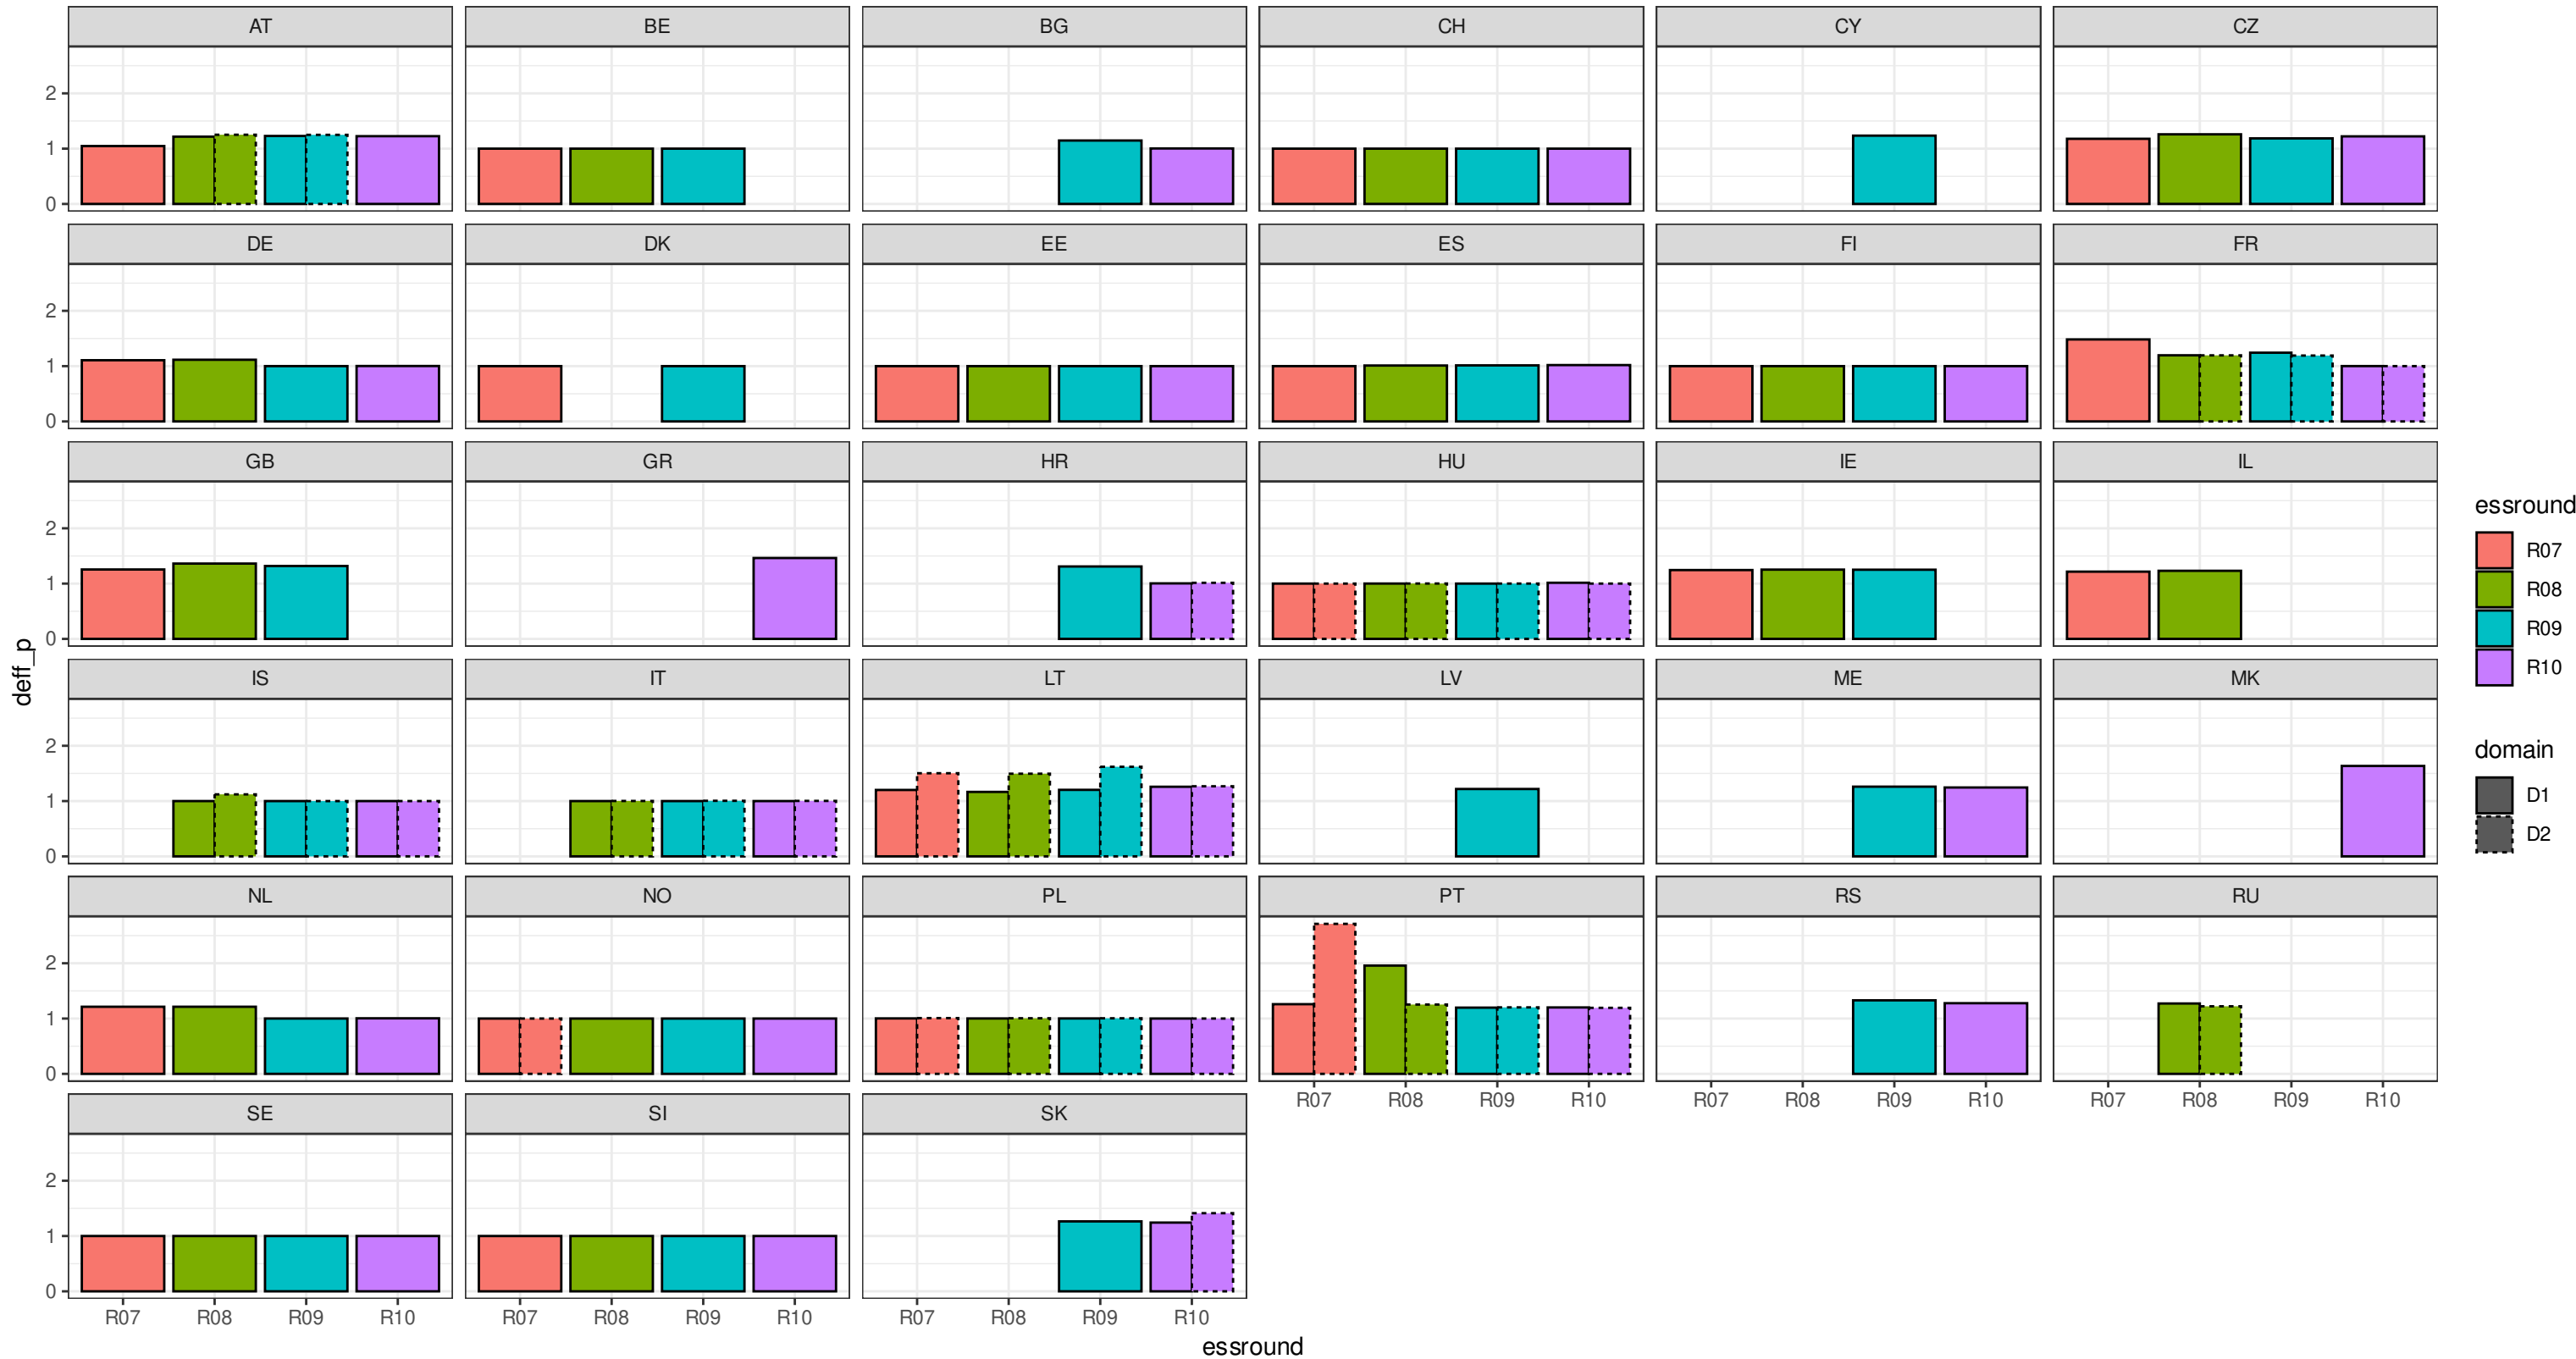 AT BE BG CH CY CZ
2
1
0
DE DK EE ES FI FR
2
1
0
GB GR HR HU IE IL
2
1
0
IS IT LT LV ME MK
2
1
0
NL NO PL PT RS RU
2
1
0
R07 R08 R09 R10 R07 R08 R09 R10 R07 R08 R09 R10
SE SI SK
2
1
0
R07 R08 R09 R10 R07 R08 R09 R10 R07 R08 R09 R10
essround
deff_p
essround
R07
R08
R09
R10
domain
D1
D2